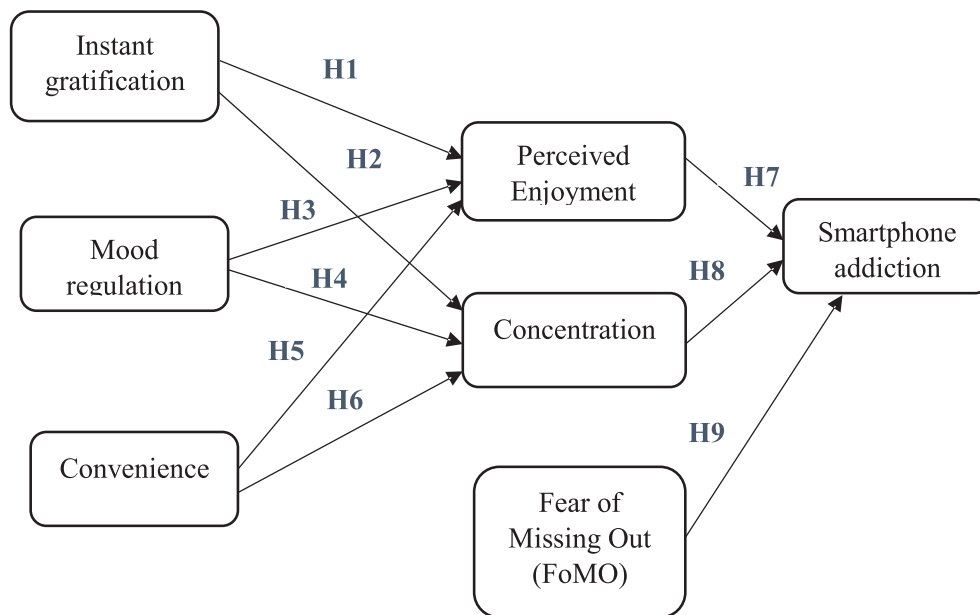 Instant
gratification
H1
H2
Perceived
Enjoyment
H7
H3
Mood
regulation
H4
Smartphone
addiction
H8
Concentration
H5
H6
Convenience
H9
Fear of
Missing Out
(FoMO)